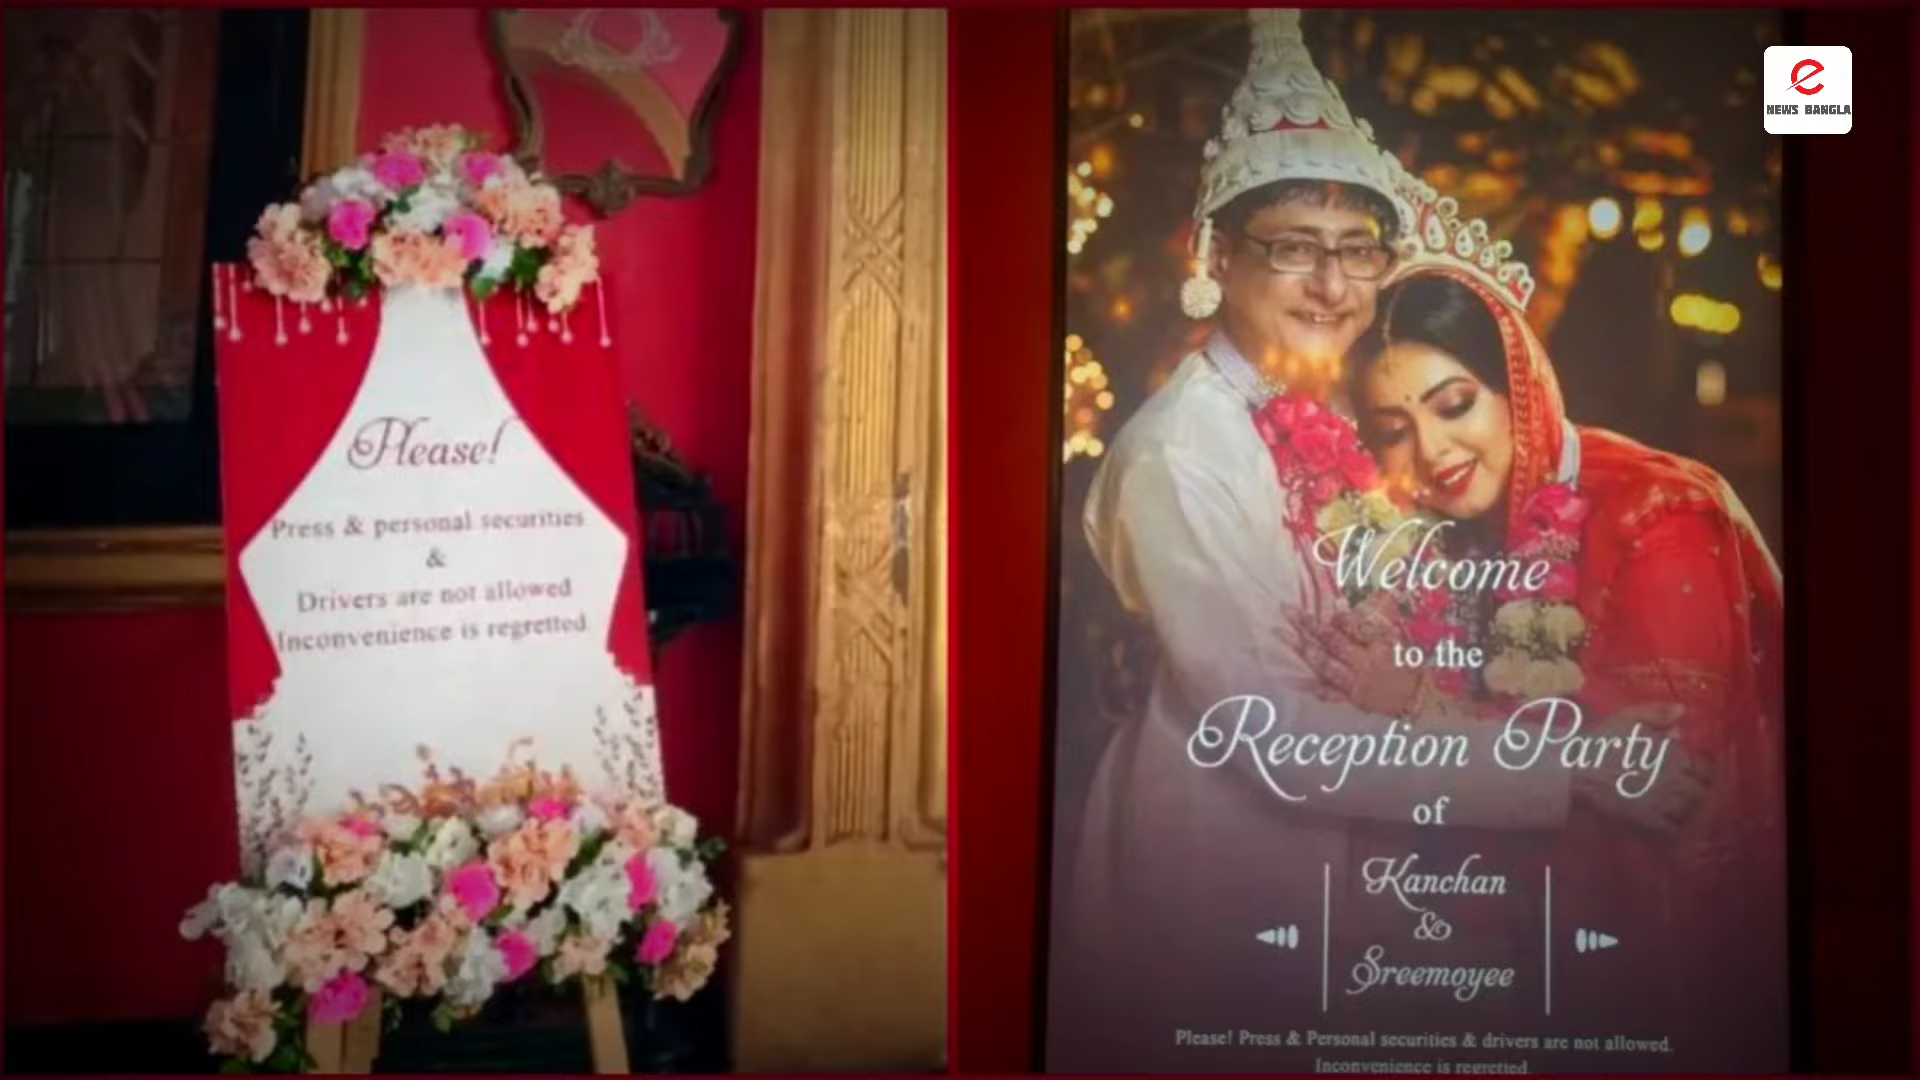 Please!
Press & personal securities
&
Drivers are not allowed
Inconvenience is regretted.
e
NEWS BANGLA
Welcome
to the
Reception Party
of
Kanchan
&
Sreemoyee
Please! Press & Personal securities & drivers are not allowed.
Inconvenience is regretted.